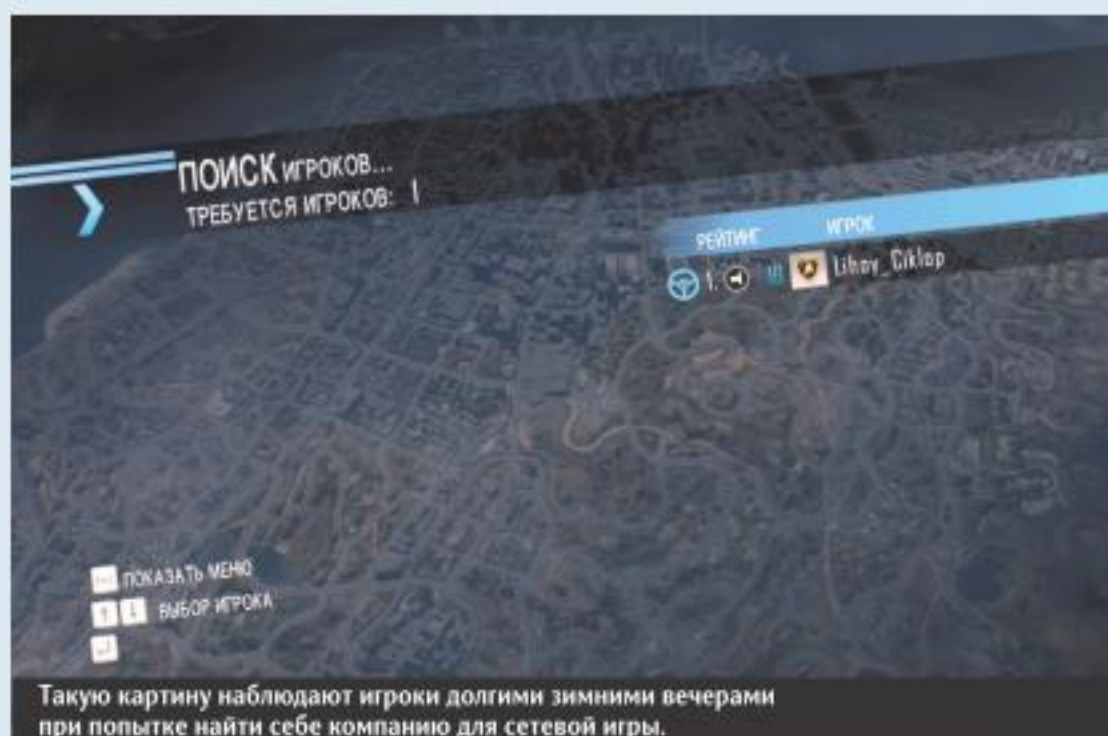 ПОИСК ИГРОКОВ...
ТРЕБУЕТСЯ ИГРОКОВ: 1
РЕЙТИНГ ИГРОК
1. Lihoy_Ciklop
ПОКАЗАТЬ МЕНЮ
ВЫБОР ИГРОКА
Такую картину наблюдают игроки долгими зимними вечерами
при попытке найти себе компанию для сетевой игры.